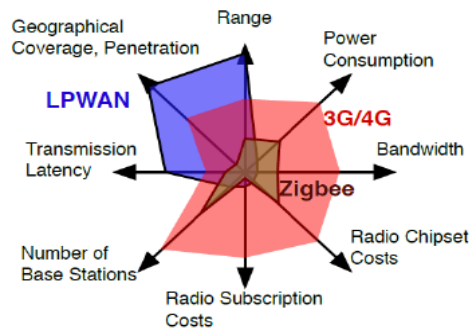 Range
Geographical
Coverage, Penetration
Power
Consumption
LPWAN
3G/4G
Transmission
Latency
Bandwidth
Zigbee
Radio Chipset
Costs
Number of
Base Stations
Radio Subscription
Costs